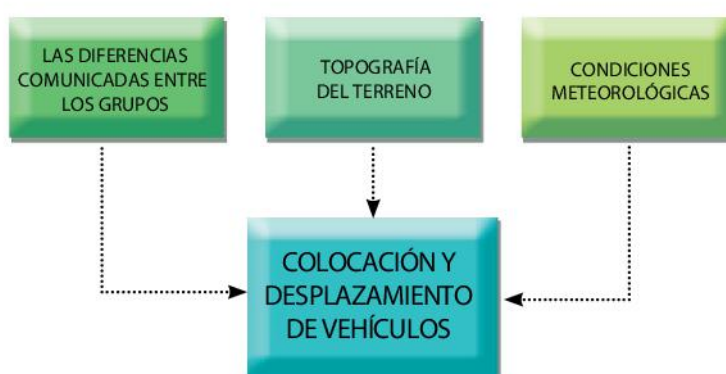 LAS DIFERENCIAS
COMUNICADAS ENTRE
LOS GRUPOS
TOPOGRAFÍA
DEL TERRENO
CONDICIONES
METEOROLÓGICAS
COLOCACIÓN Y
DESPLAZAMIENTO
DE VEHÍCULOS